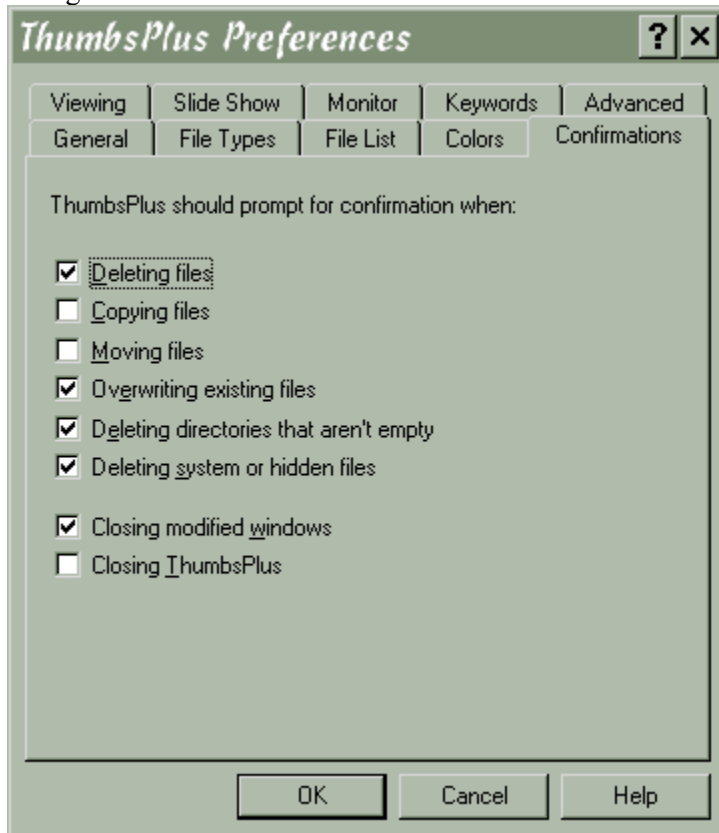 ThumbsPlus Preferences ? ×
Viewing Slide Show Monitor Keywords Advanced
General File Types File List Colors Confirmations
ThumbsPlus should prompt for confirmation when:
Deleting files
Copying files
Moving files
Overwriting existing files
Deleting directories that aren't empty
Deleting system or hidden files
Closing modified windows
Closing ThumbsPlus
OK Cancel Help